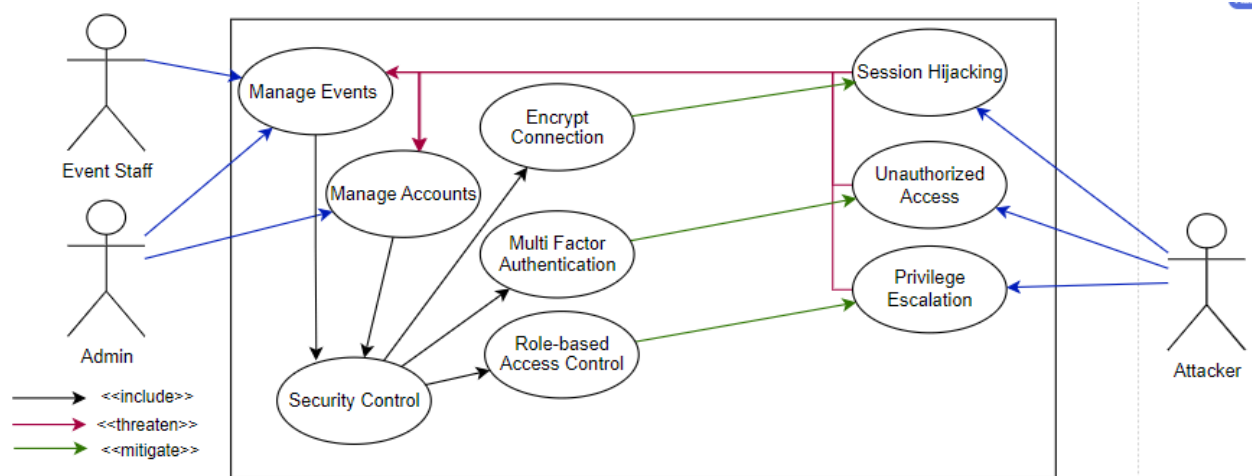 Event Staff
Admin
Manage Events
Manage Accounts
Security Control
Encrypt
Connection
Multi Factor
Authentication
Role-based
Access Control
Session Hijacking
Unauthorized
Access
Privilege
Escalation
Attacker
<<include>>
<<threaten>>
<<mitigate>>